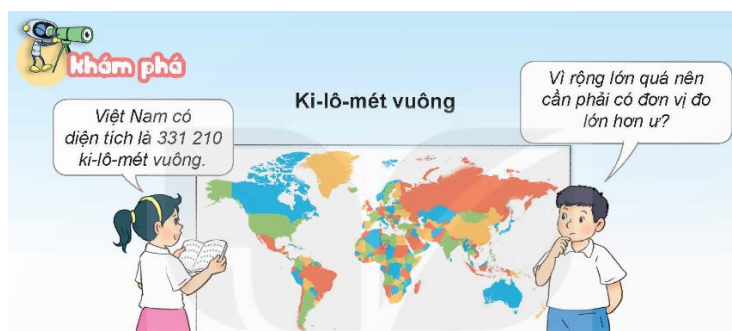 khám phá
Ki-lô-mét vuông
Việt Nam có
diện tích là 331 210
ki-lô-mét vuông.
Vì rộng lớn quá nên
cần phải có đơn vị đo
lớn hơn ư?